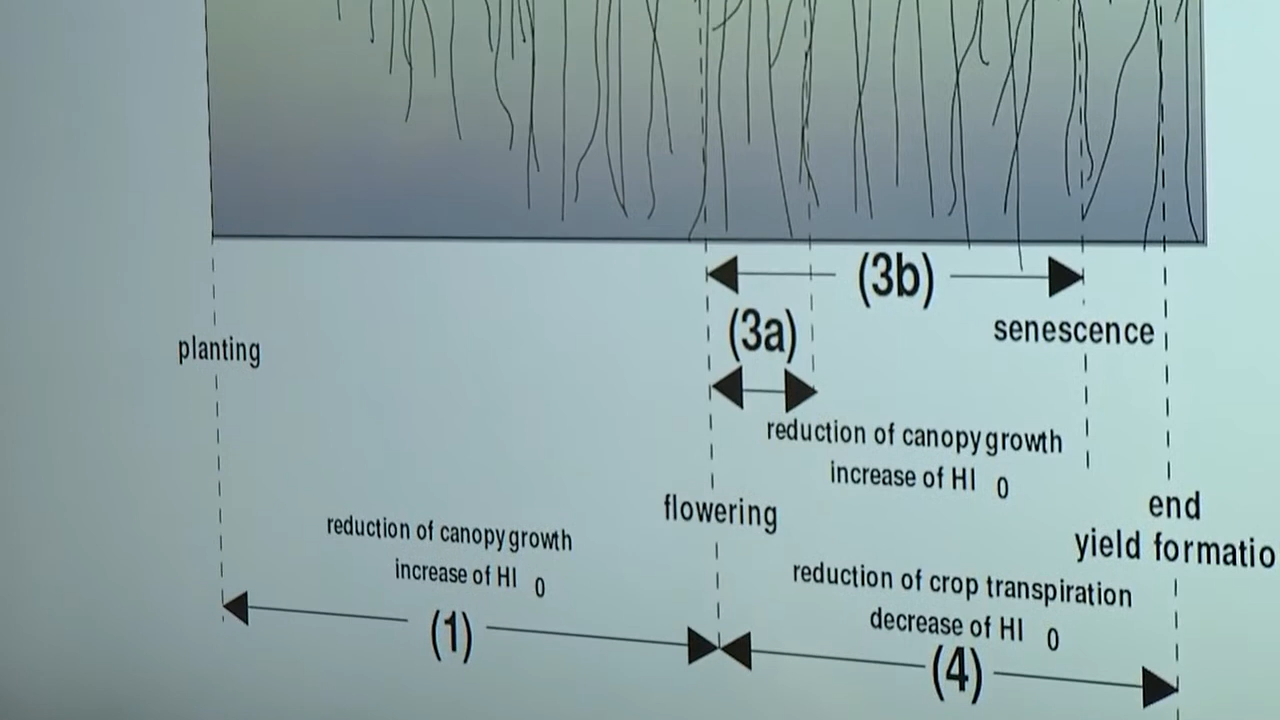 (3b)
(3a)
senescence
planting
reduction of canopy growth
increase of HI 0
flowering
end
yield formatio
reduction of canopy growth
increase of HI 0
(1)
reduction of crop transpiration
decrease of HI 0
(4)